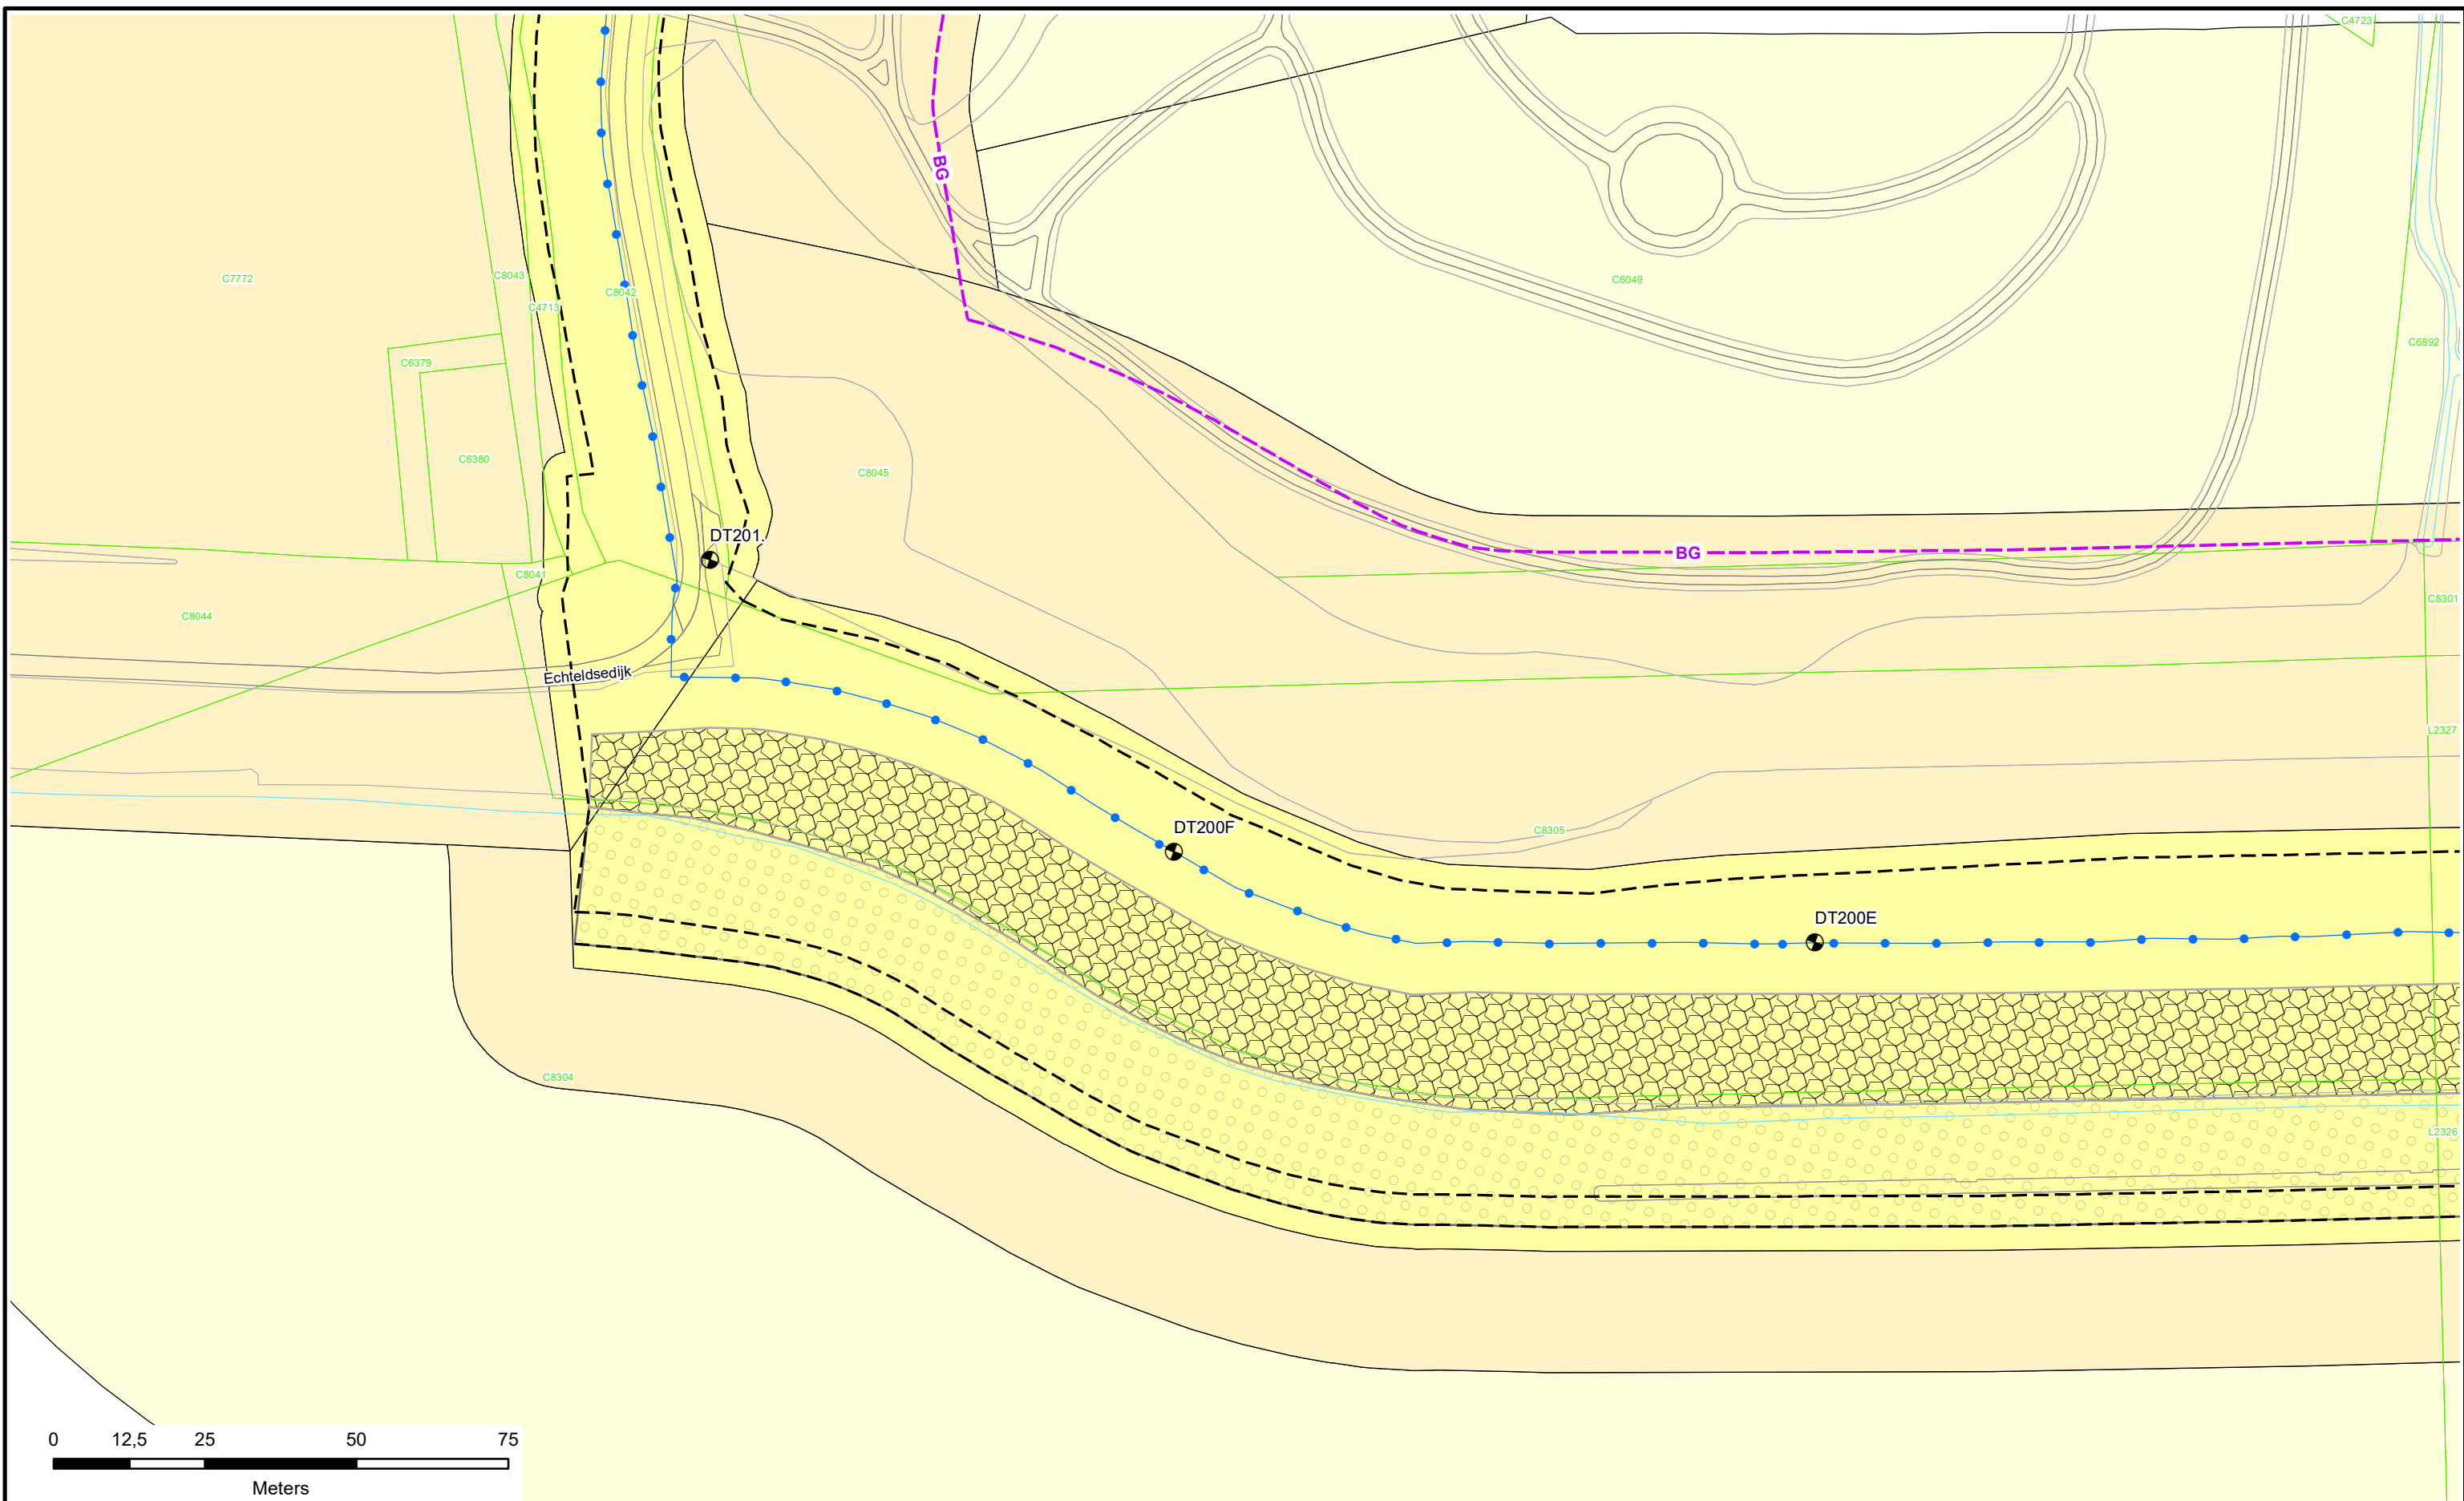 C4723
BG
C7772
C8043
C8042
C6049
C4713
C6892
C6379
C6380
C8045
DT201.
BG
C8041
C8301
C8044
Echteldsedijk
L2327
DT200F
C8305
DT200E
C8304
L2326
0 12,5 25 50 75
Meters